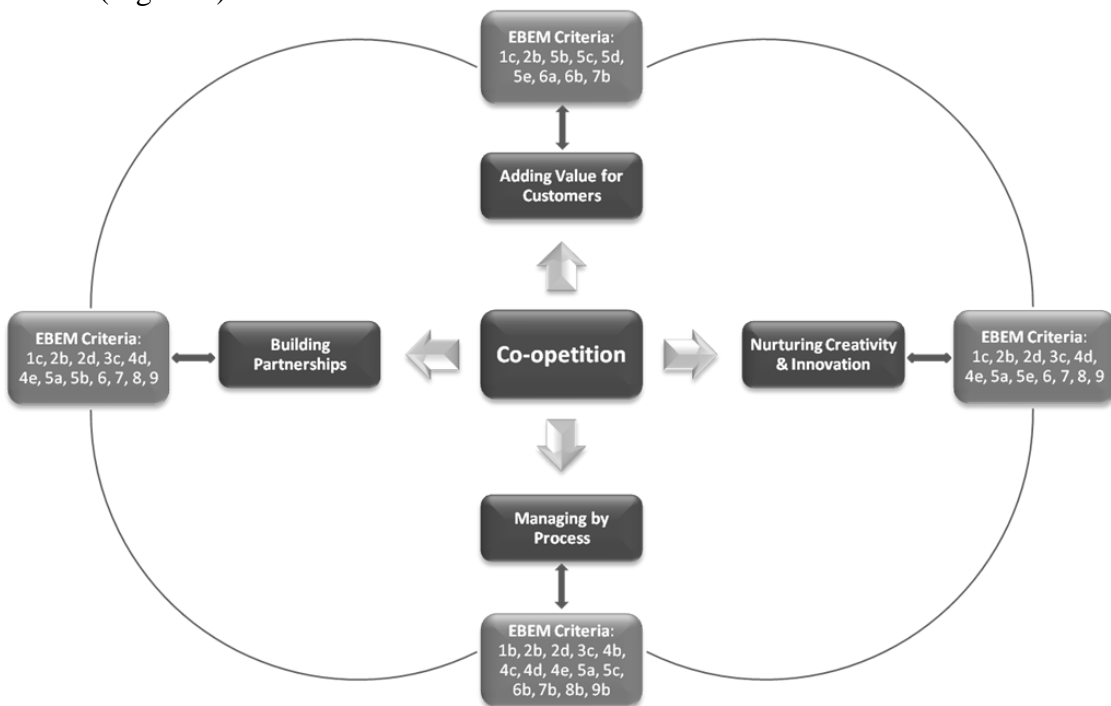 EBEM Criteria:
1c, 2b, 5b, 5c, 5d,
5e, 6a, 6b, 7b
Adding Value for
Customers
EBEM Criteria:
1c, 2b, 2d, 3c, 4d,
4e, 5a, 5b, 6, 7, 8, 9
Building
Partnerships
Co-opetition
Nurturing Creativity
& Innovation
EBEM Criteria:
1c, 2b, 2d, 3c, 4d,
4e, 5a, 5e, 6, 7, 8, 9
Managing by
Process
EBEM Criteria:
1b, 2b, 2d, 3c, 4b,
4c, 4d, 4e, 5a, 5c,
6b, 7b, 8b, 9b